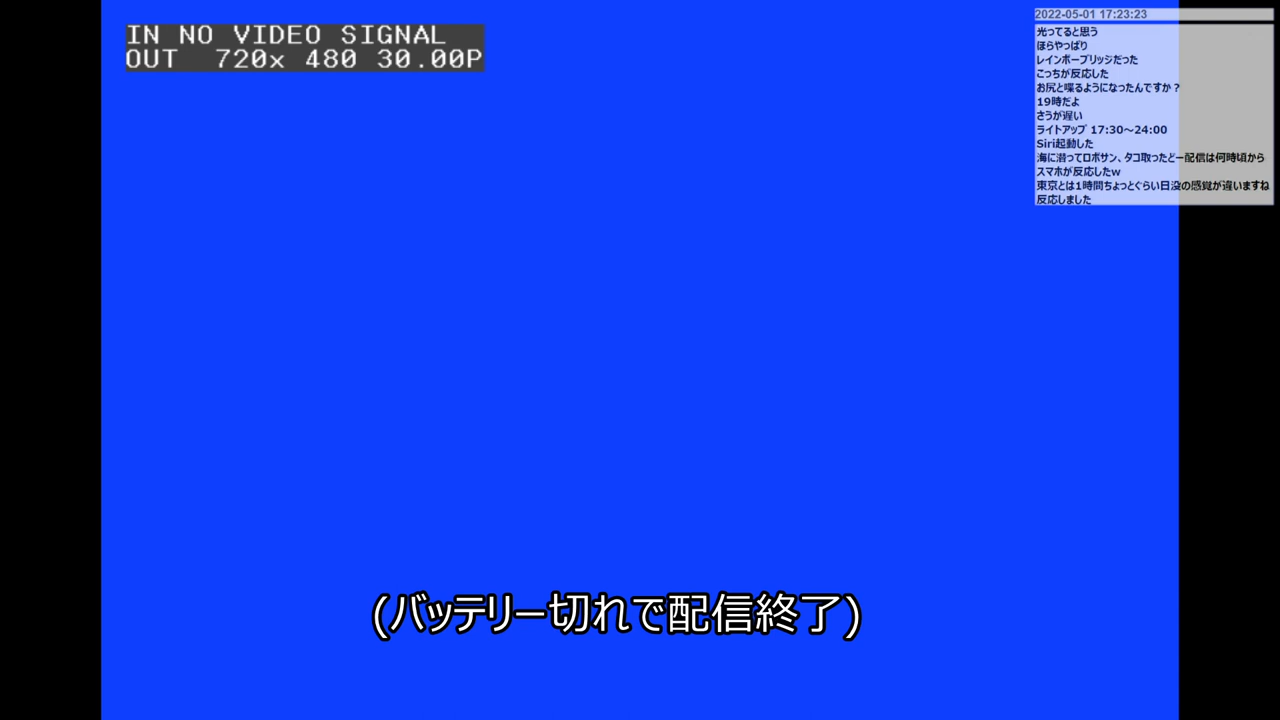 IN NO VIDEO SIGNAL
OUT 720x 480 30.00P
2022-05-01 17:23:23
光ってると思う
ほらやっぱり
レインボーブリッジだった
こっちが反応した
お尻と喋るようになったんですか？
19時だよ
さうが遅い
ライトアップ 17:30～24:00
Siri起動した
海に潜ってロボサン、タコ取ったどー配信は何時頃から
スマホが反応したw
東京とは1時間ちょっとぐらい日没の感覚が違いますね
反応しました
(バッテリー切れで配信終了)